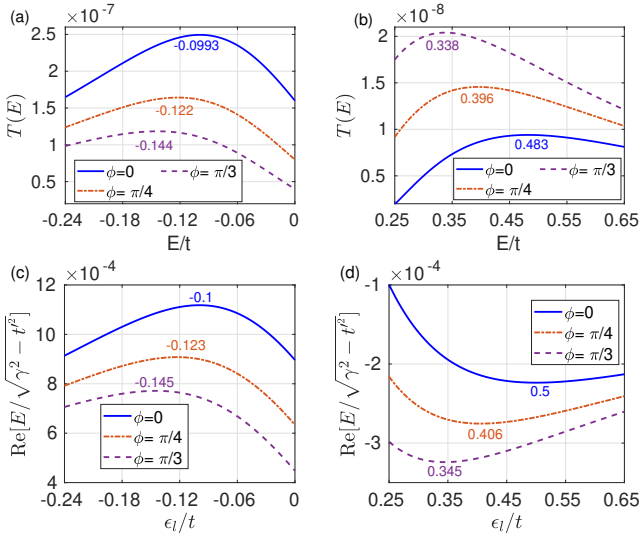 (a)
×10⁻⁷
2.5
2
1.5
1
0.5
T(E)
-0.0993
-0.122
-0.144
ϕ=0
ϕ= π/4
ϕ= π/3
-0.24
-0.18
-0.12
-0.06
0
E/t
(b)
×10⁻⁸
2
1.5
1
0.5
0
T(E)
0.338
0.396
0.483
ϕ=0
ϕ= π/4
ϕ= π/3
0.25
0.35
0.45
0.55
0.65
E/t
(c)
×10⁻⁴
12
10
8
6
4
Re[E/√γ² − t′²]
-0.1
-0.123
-0.145
ϕ=0
ϕ= π/4
ϕ= π/3
-0.24
-0.18
-0.12
-0.06
0
ϵₗ/t
(d)
×10⁻⁴
-1
-2
-3
Re[E/√γ² − t′²]
ϕ=0
ϕ= π/4
ϕ= π/3
0.5
0.406
0.345
0.25
0.35
0.45
0.55
0.65
ϵₗ/t